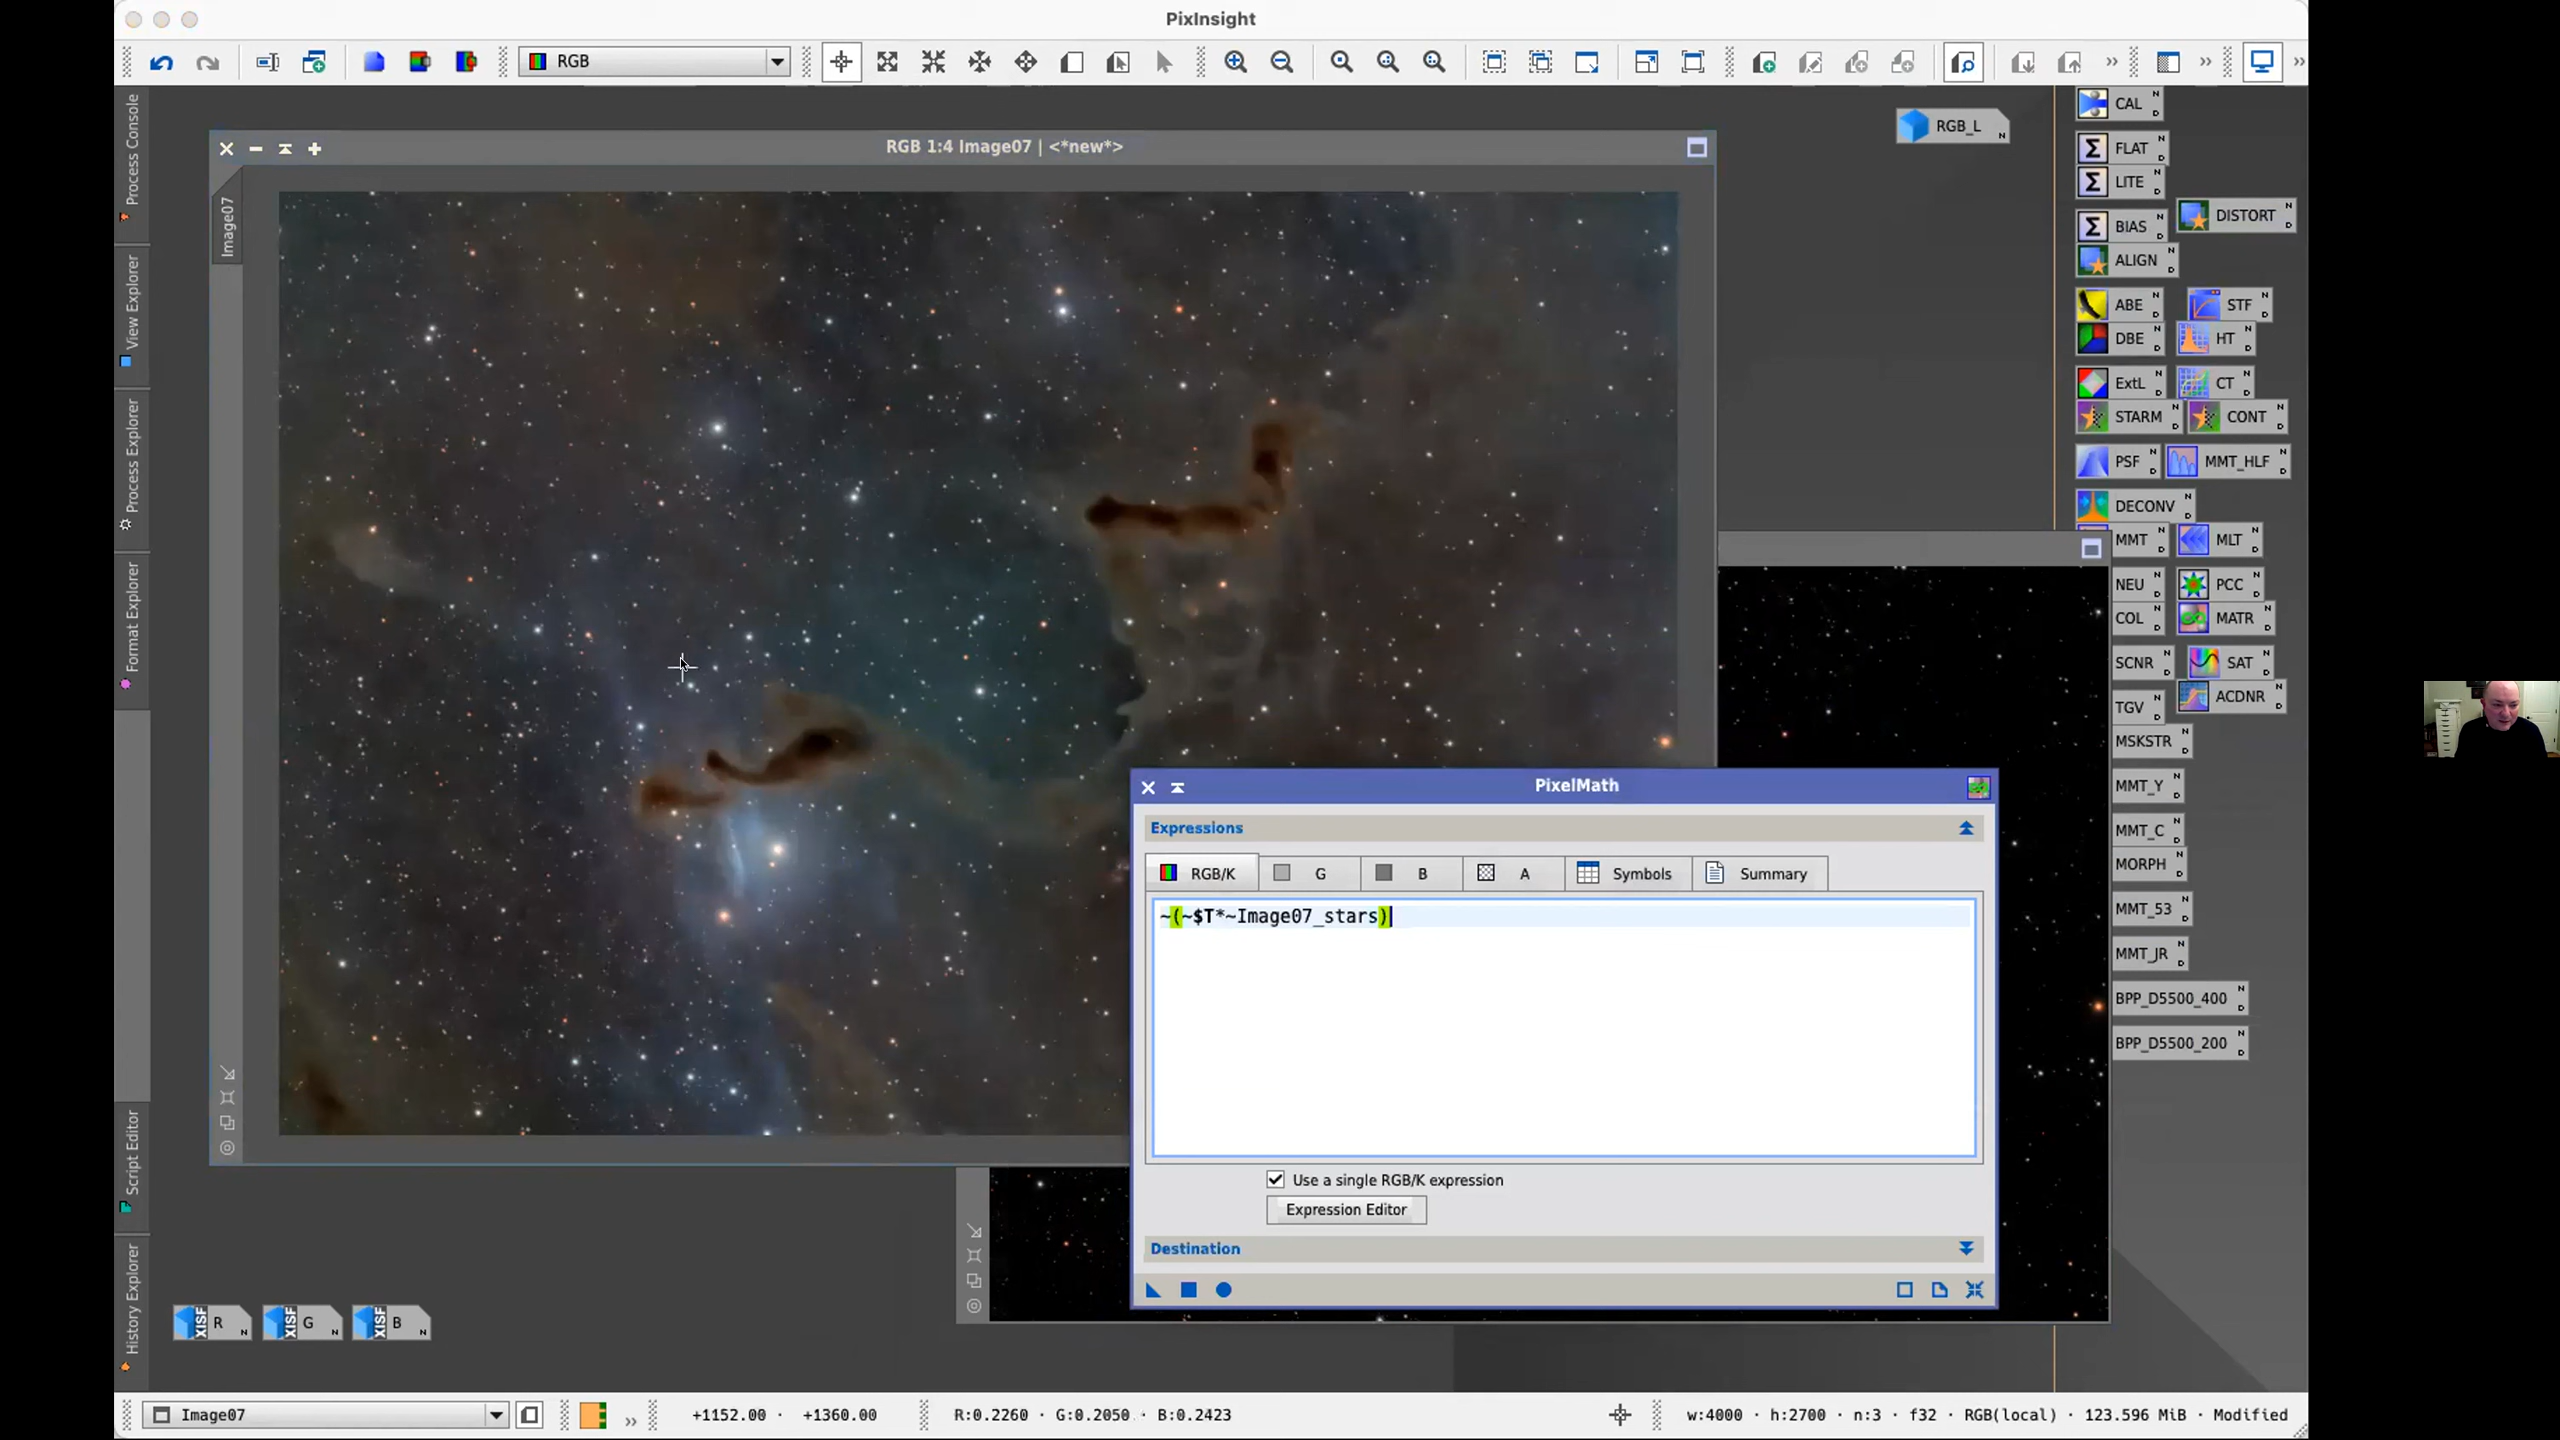 PixInsight
RGB
Process Console
View Explorer
Process Explorer
Format Explorer
Script Editor
History Explorer
RGB 1:4 Image07 | <*new*>
Image07
RGB_L
N
CAL
N
D
FLAT
N
D
LITE
N
D
DISTORT
N
D
BIAS
N
D
ALIGN
N
D
ABE
N
D
STF
N
D
DBE
N
D
HT
N
D
ExtL
N
D
CT
N
D
STARM
N
D
CONT
N
D
PSF
N
D
MMT_HLF
N
D
DECONV
N
D
MMT
N
D
MLT
N
D
NEU
N
D
PCC
N
D
COL
N
D
MATR
N
D
SCNR
N
D
SAT
N
D
TGV
N
D
ACDNR
N
D
MSKSTR
N
D
MMT_Y
N
D
MMT_C
N
D
MORPH
N
D
MMT_53
N
D
MMT_JR
N
D
BPP_D5500_400
N
D
BPP_D5500_200
N
D
PixelMath
Expressions
RGB/K
G
B
A
Symbols
Summary
~(~$T*~Image07_stars)
Use a single RGB/K expression
Expression Editor
Destination
XISF R N
XISF G N
XISF B N
Image07
+1152.00 · +1360.00
R:0.2260 · G:0.2050 · B:0.2423
w:4000 · h:2700 · n:3 · f32 · RGB(local) · 123.596 MiB · Modified